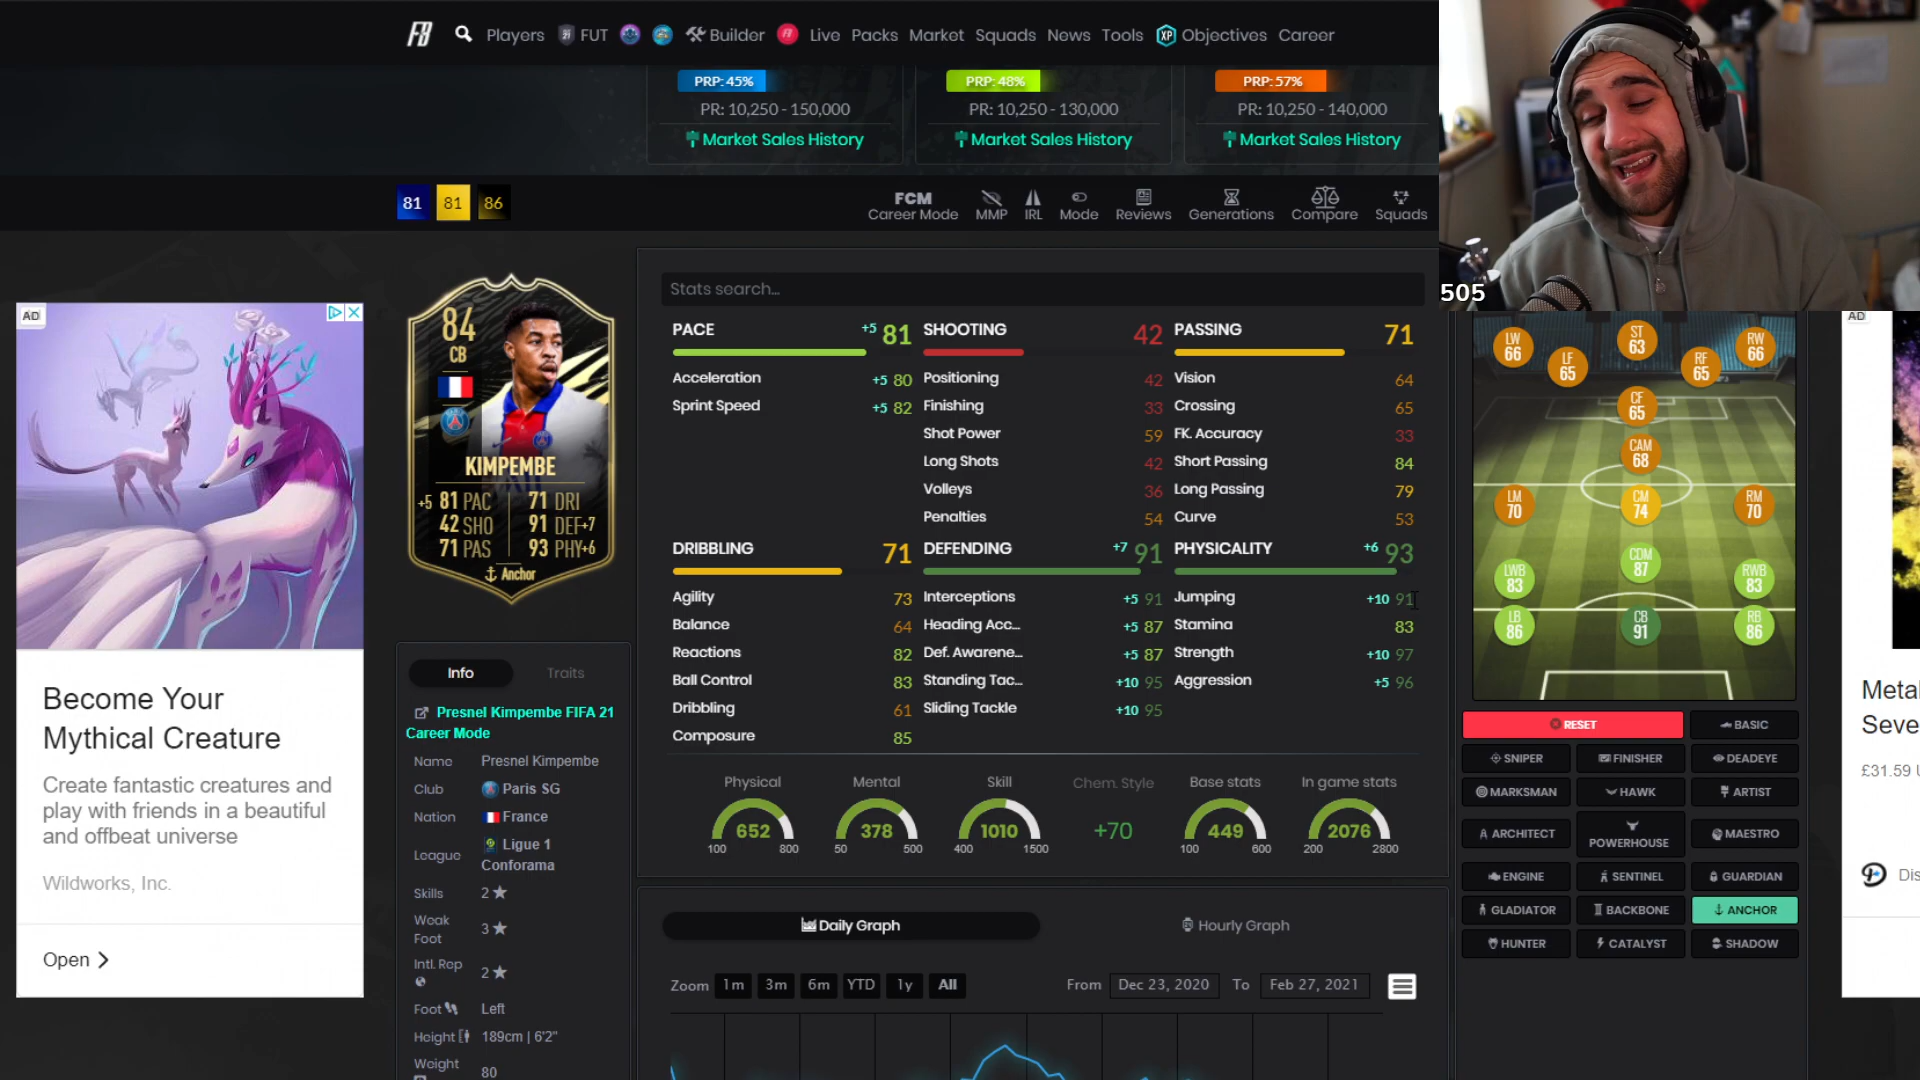 FB Players FUT Builder Live Packs Market Squads News Tools XP Objectives Career
PRP: 45% PRP: 48% PRP: 57%
PR: 10,250 - 150,000 PR: 10,250 - 130,000 PR: 10,250 - 140,000
Market Sales History Market Sales History Market Sales History
81 81 86
FCM
Career Mode MMP IRL Mode Reviews Generations Compare Squads
505
Stats search...
AD
84
CB
KIMPEMBE
+5 81 PAC 71 DRI
42 SHO 91 DEF+7
71 PAS 93 PHY+6
Anchor
PACE +5 81 SHOOTING 42 PASSING 71
Acceleration +5 80 Positioning 42 Vision 64
Sprint Speed +5 82 Finishing 33 Crossing 65
Shot Power 59 FK. Accuracy 33
Long Shots 42 Short Passing 84
Volleys 36 Long Passing 79
Penalties 54 Curve 53
DRIBBLING 71 DEFENDING +7 91 PHYSICALITY +6 93
Agility 73 Interceptions +5 91 Jumping +10 91
Balance 64 Heading Acc... +5 87 Stamina 83
Reactions 82 Def. Awarene... +5 87 Strength +10 97
Ball Control 83 Standing Tac... +10 95 Aggression +5 96
Dribbling 61 Sliding Tackle +10 95
Composure 85
Physical Mental Skill Chem. Style Base stats In game stats
652 378 1010 +70 449 2076
100 800 50 500 400 1500 100 600 200 2800
Daily Graph Hourly Graph
Zoom 1m 3m 6m YTD 1y All From Dec 23, 2020 To Feb 27, 2021
Info Traits
Presnel Kimpembe FIFA 21
Career Mode
Name Presnel Kimpembe
Club Paris SG
Nation France
League Ligue 1
Conforama
Skills 2
Weak
Foot 3
Intl. Rep 2
Foot Left
Height 189cm | 6'2"
Weight 80
Become Your
Mythical Creature
Create fantastic creatures and
play with friends in a beautiful
and offbeat universe
Wildworks, Inc.
Open
LW
66
LF
65
ST
63
RF
65
RW
66
CF
65
CAM
68
LM
70
CM
74
RM
70
LWB
83
CDM
87
RWB
83
LB
86
CB
91
RB
86
RESET BASIC
SNIPER FINISHER DEADEYE
MARKSMAN HAWK ARTIST
ARCHITECT POWERHOUSE MAESTRO
ENGINE SENTINEL GUARDIAN
GLADIATOR BACKBONE ANCHOR
HUNTER CATALYST SHADOW
AD
Metal
Seve
£31.59 U
Dis